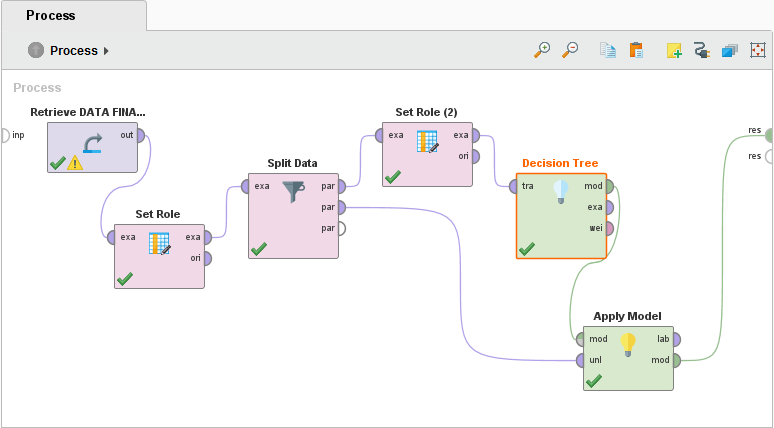 Process
Process
Process
Retrieve DATA FINA...
inp
out
Set Role
exa
exa
ori
Split Data
exa
par
par
par
Set Role (2)
exa
exa
ori
Decision Tree
tra
mod
exa
wei
Apply Model
mod
lab
unl
mod
res
res